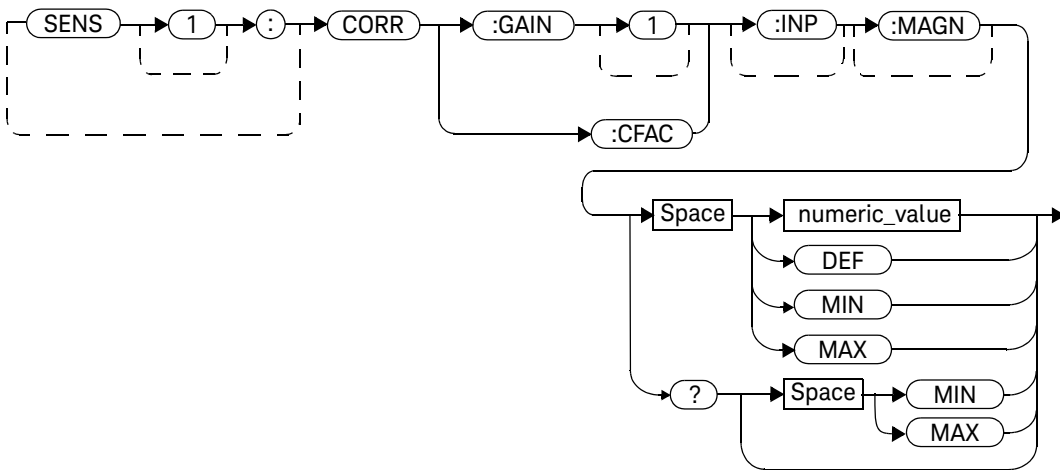 SENS 1 : CORR :GAIN 1 :INP :MAGN
:CFAC
Space numeric_value
DEF
MIN
MAX
? Space MIN
MAX